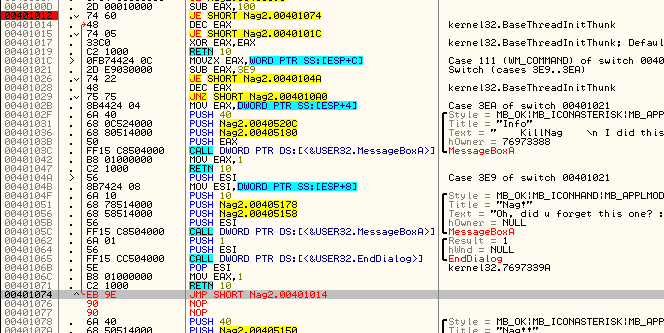 0040100D . 2D 00010000 SUB EAX,100
00401012 74 60 JE SHORT Nag2.00401074
00401014 48 DEC EAX kernel32.BaseThreadInitThunk
00401015 . 74 05 JE SHORT Nag2.0040101C
00401017 . 33C0 XOR EAX,EAX kernel32.BaseThreadInitThunk; Defaul
00401019 . C2 1000 RETN 10
0040101C > 0FB74424 0C MOVZX EAX,WORD PTR SS:[ESP+C] Case 111 (WM_COMMAND) of switch 0040
00401021 . 2D E9030000 SUB EAX,3E9 Switch (cases 3E9..3EA)
00401026 . 74 22 JE SHORT Nag2.0040104A
00401028 . 48 DEC EAX
00401029 . 75 75 JNZ SHORT Nag2.004010A0
0040102B . 8B4424 04 MOV EAX,DWORD PTR SS:[ESP+4] Case 3EA of switch 00401021
0040102F . 6A 40 PUSH 40 Style = MB_OK|MB_ICONASTERISK|MB_AP
00401031 . 68 0C524000 PUSH Nag2.0040520C Title = "Info"
00401036 . 68 80514000 PUSH Nag2.00405180 Text = " KillNag \n I did this
0040103B . 50 PUSH EAX hOwner = 76973388
0040103C . FF15 C8504000 CALL DWORD PTR DS:[<&USER32.MessageBoxA>] MessageBoxA
00401042 . B8 01000000 MOV EAX,1
00401047 . C2 1000 RETN 10
0040104A > 56 PUSH ESI Case 3E9 of switch 00401021
0040104B . 8B7424 08 MOV ESI,DWORD PTR SS:[ESP+8]
0040104F . 6A 10 PUSH 10 Style = MB_OK|MB_ICONHAND|MB_APPLMOD
00401051 . 68 78514000 PUSH Nag2.00405178 Title = "Nag!"
00401056 . 68 58514000 PUSH Nag2.00405158 Text = "Oh, did u forget this one? :
0040105B . 56 PUSH ESI hOwner = NULL
0040105C . FF15 C8504000 CALL DWORD PTR DS:[<&USER32.MessageBoxA>] MessageBoxA
00401062 . 6A 01 PUSH 1 Result = 1
00401064 . 56 PUSH ESI hWnd = NULL
00401065 . FF15 CC504000 CALL DWORD PTR DS:[<&USER32.EndDialog>] EndDialog
0040106B . 5E POP ESI kernel32.7697339A
0040106C . B8 01000000 MOV EAX,1
00401071 . C2 1000 RETN 10
00401074 EB 9E JMP SHORT Nag2.00401014
00401076 90 NOP
00401077 90 NOP
00401078 . 6A 40 PUSH 40 Style = MB_OK|MB_ICONASTERISK|MB_AP
0040107A . 68 50514000 PUSH Nag2.00405150 Title = "Nag!"